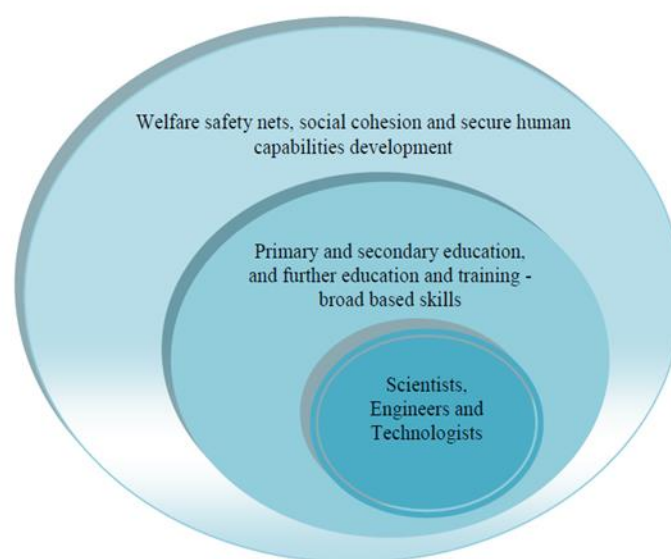 Welfare safety nets, social cohesion and secure human
capabilities development
Primary and secondary education,
and further education and training -
broad based skills
Scientists,
Engineers and
Technologists